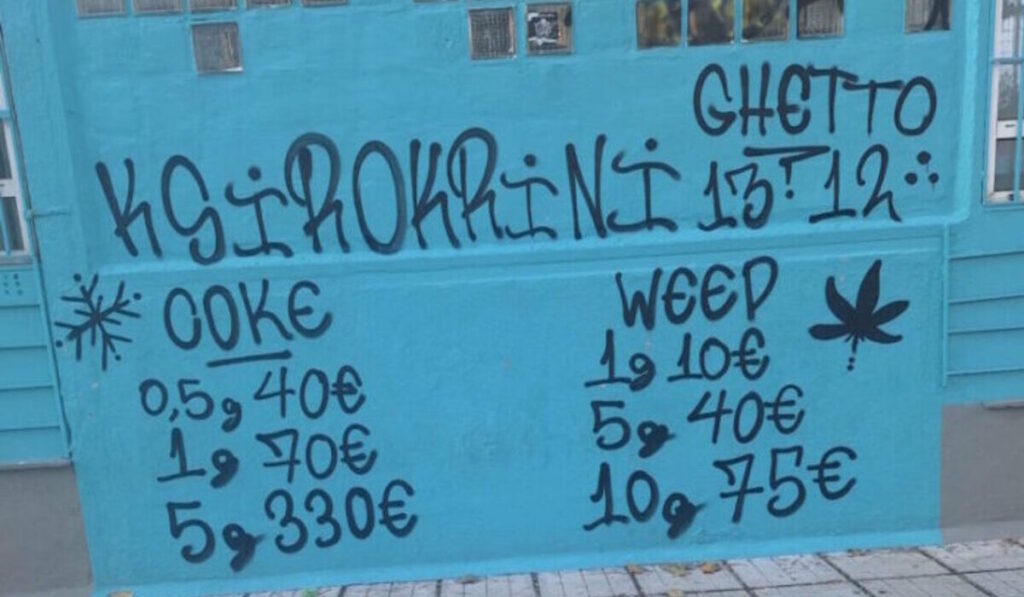 GHETTO
KSiROKRiNi 13 12
COKE
0,5g 40€
1g 70€
5g 330€
WEED
1g 10€
5g 40€
10g 75€